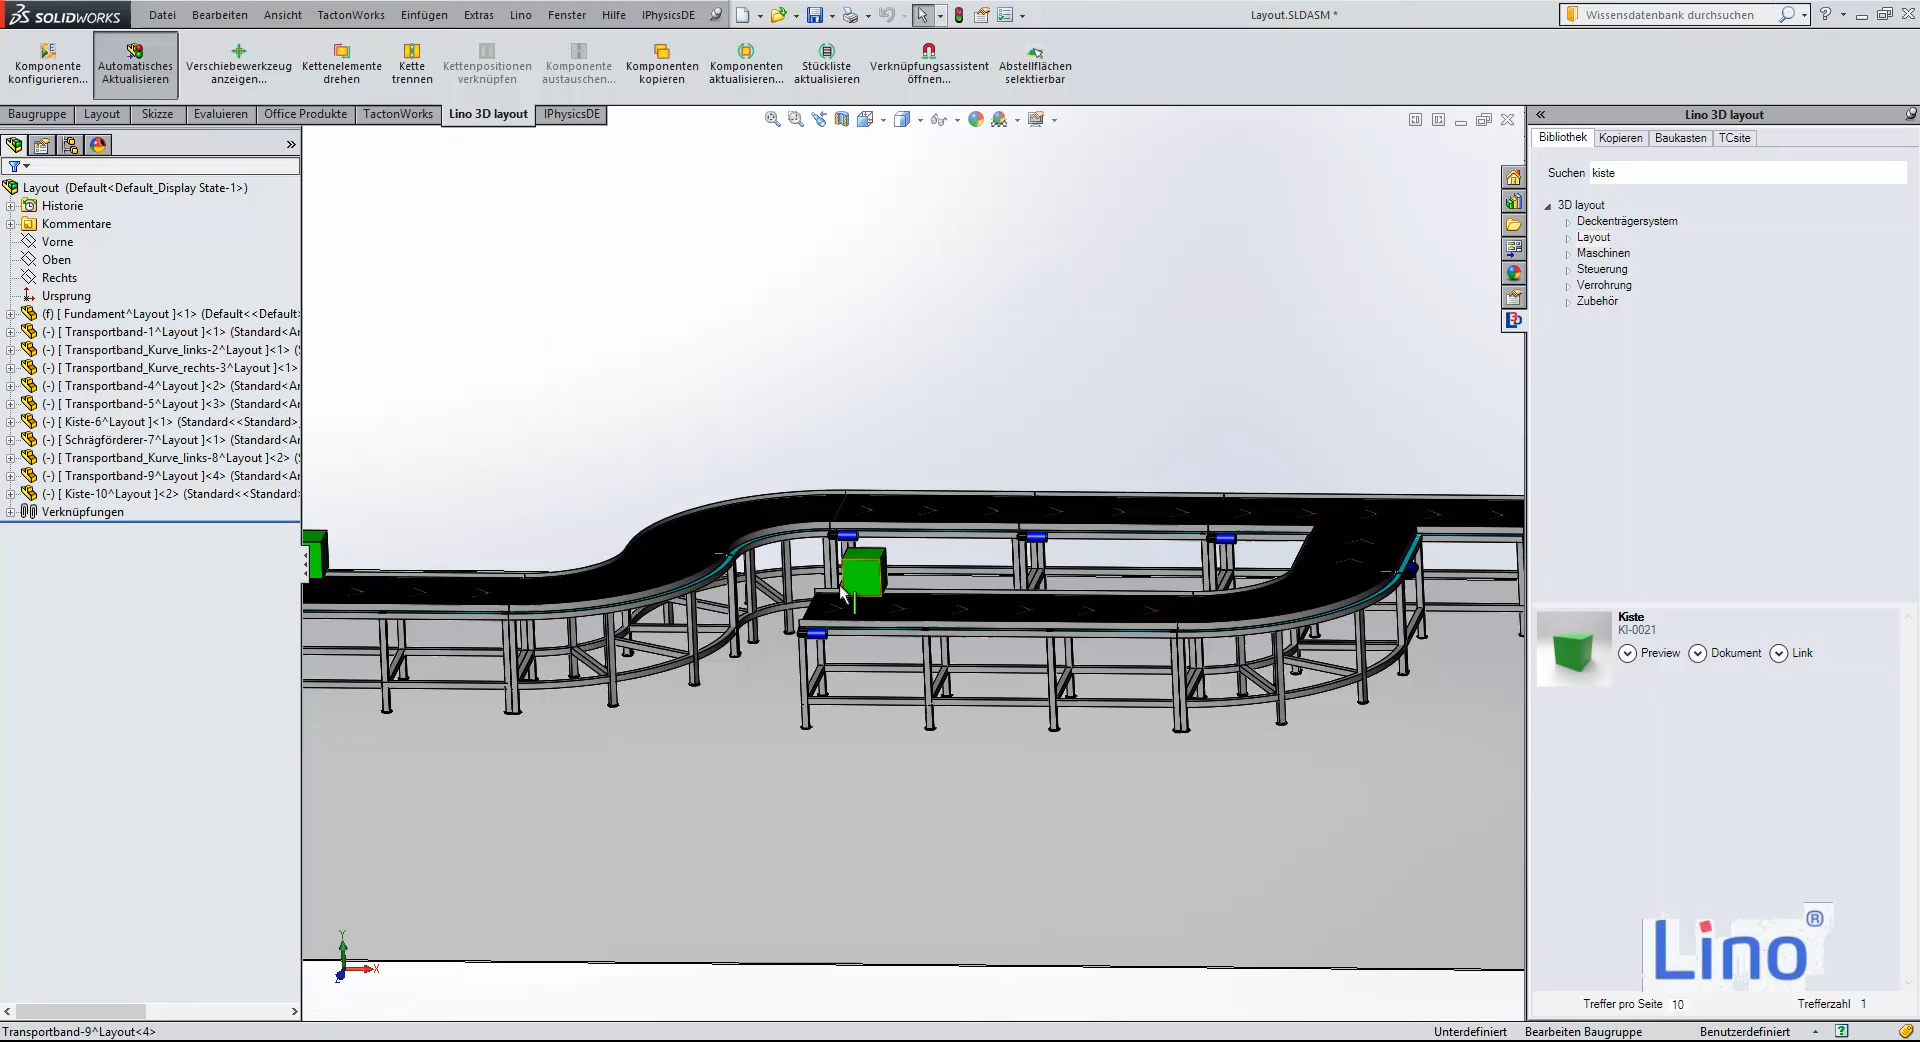 SOLIDWORKS
Datei Bearbeiten Ansicht TactonWorks Einfügen Extras Lino Fenster Hilfe IPhysicsDE
Layout.SLDASM *
Wissensdatenbank durchsuchen
Komponente konfigurieren...
Automatisches Aktualisieren
Verschiebewerkzeug anzeigen...
Kettenelemente drehen
Kette trennen
Kettenpositionen verknüpfen
Komponente austauschen...
Komponenten kopieren
Komponenten aktualisieren...
Stückliste aktualisieren
Verknüpfungsassistent öffnen...
Abstellflächen selektierbar
Baugruppe Layout Skizze Evaluieren Office Produkte TactonWorks Lino 3D layout IPhysicsDE
Layout (Default<Default_Display State-1>)
Historie
Kommentare
Vorne
Oben
Rechts
Ursprung
(f) [ Fundament^Layout ]<1> (Default<<Default>
(-) [ Transportband-1^Layout ]<1> (Standard<Ar
(-) [ Transportband_Kurve_links-2^Layout ]<1> (S
(-) [ Transportband_Kurve_rechts-3^Layout ]<1>
(-) [ Transportband-4^Layout ]<2> (Standard<Ar
(-) [ Transportband-5^Layout ]<3> (Standard<Ar
(-) [ Kiste-6^Layout ]<1> (Standard<<Standard>
(-) [ Schrägförderer-7^Layout ]<1> (Standard<Ar
(-) [ Transportband_Kurve_links-8^Layout ]<2> (S
(-) [ Transportband-9^Layout ]<4> (Standard<Ar
(-) [ Kiste-10^Layout ]<2> (Standard<<Standard
Verknüpfungen
Y
X
Z
Lino 3D layout
Bibliothek Kopieren Baukasten TCsite
Suchen kiste
3D layout
Deckenträgersystem
Layout
Maschinen
Steuerung
Verrohrung
Zubehör
Kiste
KI-0021
Preview Dokument Link
Lino®
Treffer pro Seite 10 Trefferzahl 1
Transportband-9^Layout<4>
Unterdefiniert Bearbeiten Baugruppe Benutzerdefiniert